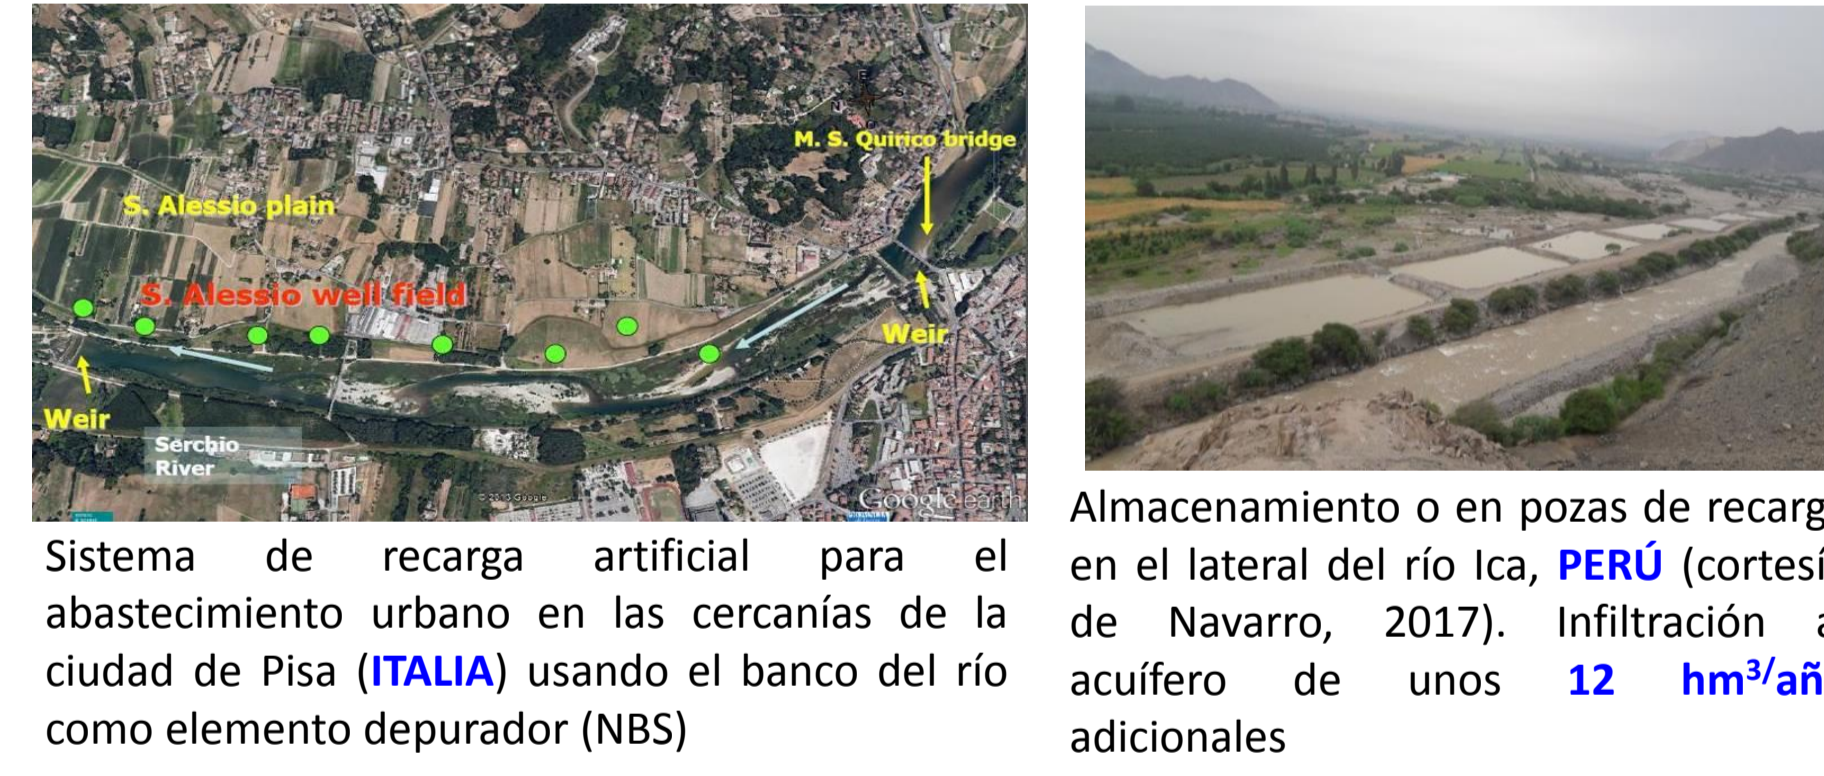 M. S. Quirico bridge
S. Alessio plain
S. Alessio well field
Weir
Weir
Serchio
River
© 2013 Google
Google earth
Sistema de recarga artificial para el
abastecimiento urbano en las cercanías de la
ciudad de Pisa (ITALIA) usando el banco del río
como elemento depurador (NBS)
Almacenamiento o en pozas de recarg
en el lateral del río Ica, PERÚ (cortesí
de Navarro, 2017). Infiltración a
acuífero de unos 12 hm³/añ
adicionales